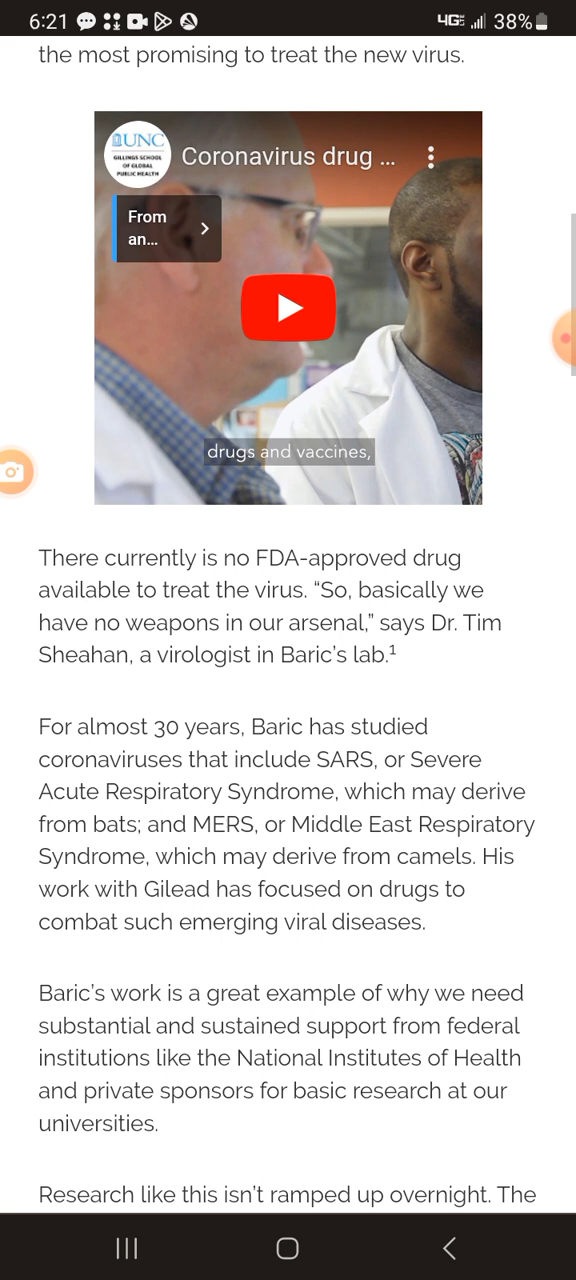 6:21
4GE 38%
the most promising to treat the new virus.
UNC
GILLINGS SCHOOL
OF GLOBAL
PUBLIC HEALTH
Coronavirus drug ...
From
an...
drugs and vaccines,
There currently is no FDA-approved drug
available to treat the virus. “So, basically we
have no weapons in our arsenal,” says Dr. Tim
Sheahan, a virologist in Baric’s lab.¹
For almost 30 years, Baric has studied
coronaviruses that include SARS, or Severe
Acute Respiratory Syndrome, which may derive
from bats; and MERS, or Middle East Respiratory
Syndrome, which may derive from camels. His
work with Gilead has focused on drugs to
combat such emerging viral diseases.
Baric’s work is a great example of why we need
substantial and sustained support from federal
institutions like the National Institutes of Health
and private sponsors for basic research at our
universities.
Research like this isn’t ramped up overnight. The